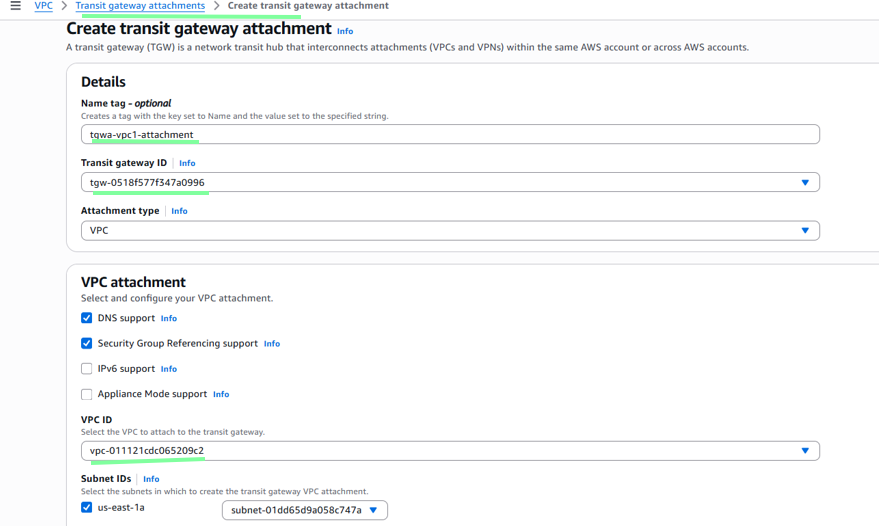 VPC > Transit gateway attachments > Create transit gateway attachment
Create transit gateway attachment Info
A transit gateway (TGW) is a network transit hub that interconnects attachments (VPCs and VPNs) within the same AWS account or across AWS accounts.
Details
Name tag - optional
Creates a tag with the key set to Name and the value set to the specified string.
tgwa-vpc1-attachment
Transit gateway ID Info
tgw-0518f577f347a0996
Attachment type Info
VPC
VPC attachment
Select and configure your VPC attachment.
DNS support Info
Security Group Referencing support Info
IPv6 support Info
Appliance Mode support Info
VPC ID
Select the VPC to attach to the transit gateway.
vpc-011121cdc065209c2
Subnet IDs Info
Select the subnets in which to create the transit gateway VPC attachment.
us-east-1a subnet-01dd65d9a058c747a